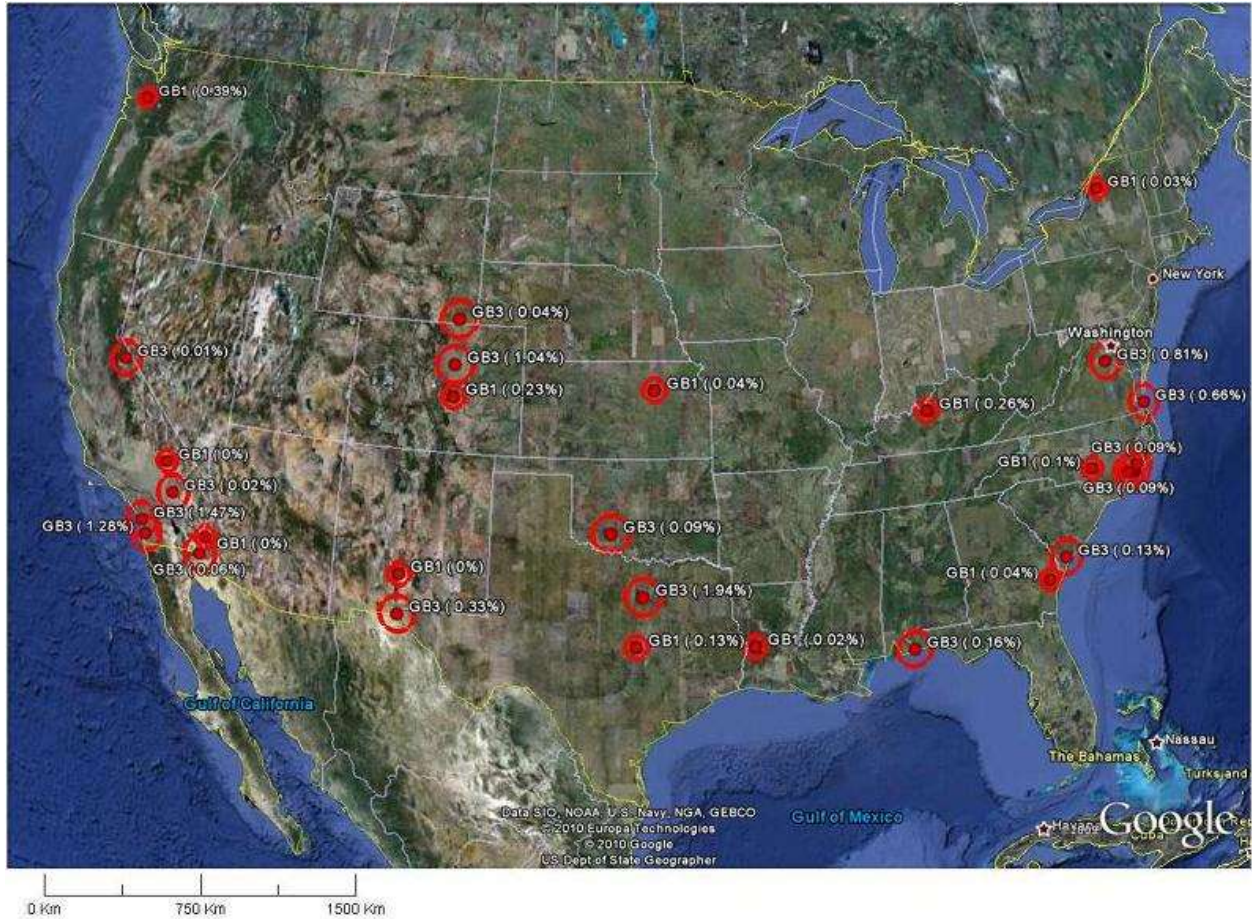 GB1 ( 0.39%)
GB1 ( 0.03%)
New York
GB3 ( 0.04%)
Washington
GB3 ( 0.01%)
GB3 ( 1.04%)
GB3 ( 0.81%)
GB1 ( 0.23%)
GB1 ( 0.04%)
GB3 ( 0.66%)
GB1 ( 0.26%)
GB3 ( 0.09%)
GB1 ( 0%)
GB1 ( 0.1%)
GB3 ( 0.02%)
GB3 ( 0.09%)
GB3 ( 1.47%)
GB3 ( 1.28%)
GB3 ( 0.09%)
GB1 ( 0%)
GB3 ( 0.06%)
GB3 ( 0.13%)
GB1 ( 0%)
GB1 ( 0.04%)
GB3 ( 1.94%)
GB3 ( 0.33%)
GB1 ( 0.13%)
GB1 ( 0.02%)
GB3 ( 0.16%)
Gulf of California
Nassau
The Bahamas
Turks and
Data SIO, NOAA, U.S. Navy, NGA, GEBCO
© 2010 Europa Technologies
© 2010 Google
US Dept of State Geographer
Gulf of Mexico
Google
Cuba
0 Km
750 Km
1500 Km